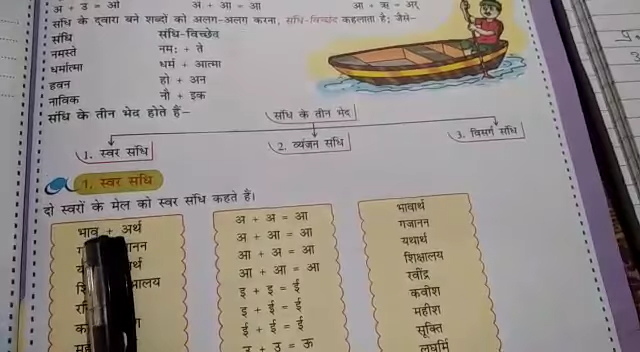 अ + उ = ओ
अ + आ = आ
आ + ऋ = अर्
संधि के द्वारा बने शब्दों को अलग-अलग करना, संधि-विच्छेद कहलाता है; जैसे-
संधि संधि-विच्छेद
नमस्ते नम: + ते
धर्मात्मा धर्म + आत्मा
हवन हो + अन
नाविक नौ + इक
संधि के तीन भेद होते हैं-
संधि के तीन भेद
1. स्वर संधि
2. व्यंजन संधि
3. विसर्ग संधि
1. स्वर संधि
दो स्वरों के मेल को स्वर संधि कहते हैं।
भाव + अर्थ अ + अ = आ भावार्थ
अ + आ = आ गजानन
आ + अ = आ यथार्थ
आ + आ = आ शिक्षालय
इ + इ = ई रवींद्र
इ + ई = ई कवीश
ई + ई = ई महीश
उ + उ = ऊ सूक्ति
लघूर्मि